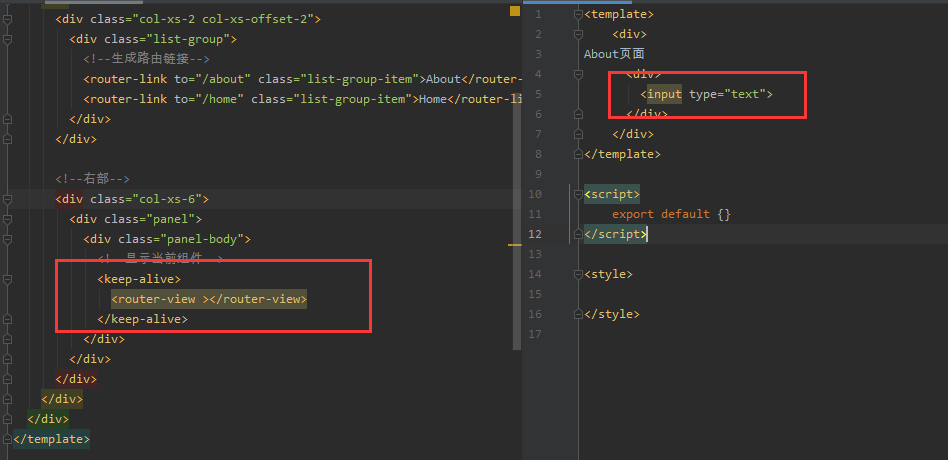 <div class="col-xs-2 col-xs-offset-2">
<div class="list-group">
<!--生成路由链接-->
<router-link to="/about" class="list-group-item">About</router-
<router-link to="/home" class="list-group-item">Home</router-li
</div>
</div>
<!--右部-->
<div class="col-xs-6">
<div class="panel">
<div class="panel-body">
<!--显示当前组件-->
<keep-alive>
<router-view ></router-view>
</keep-alive>
</div>
</div>
</div>
</div>
</div>
</template>
1 <template>
2 <div>
3 About页面
4 <div>
5 <input type="text">
6 </div>
7 </div>
8 </template>
9
10 <script>
11 export default {}
12 </script>
13
14 <style>
15
16 </style>
17